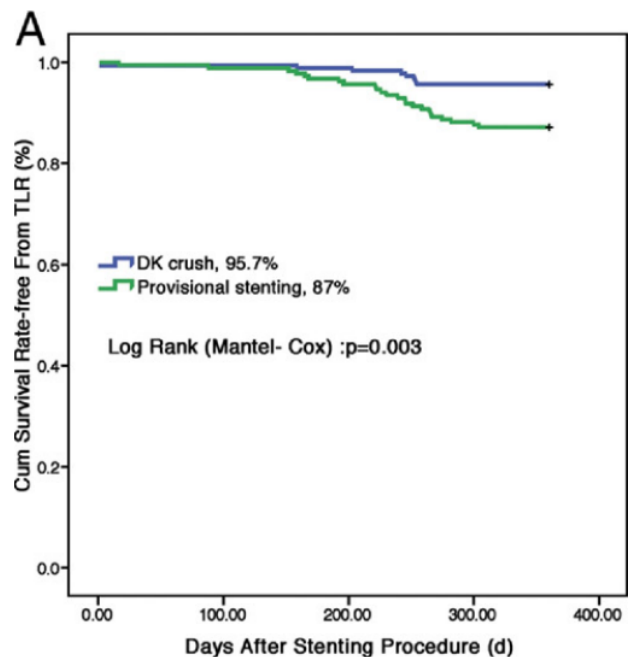 A
Cum Survival Rate-free From TLR (%)
1.0
0.8
0.6
0.4
0.2
0.0
DK crush, 95.7%
Provisional stenting, 87%
Log Rank (Mantel- Cox) :p=0.003
0.00 100.00 200.00 300.00 400.00
Days After Stenting Procedure (d)